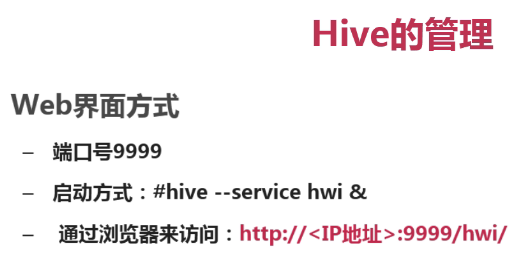 Hive的管理
Web界面方式
– 端口号9999
– 启动方式：#hive --service hwi &
– 通过浏览器来访问：http://<IP地址>:9999/hwi/